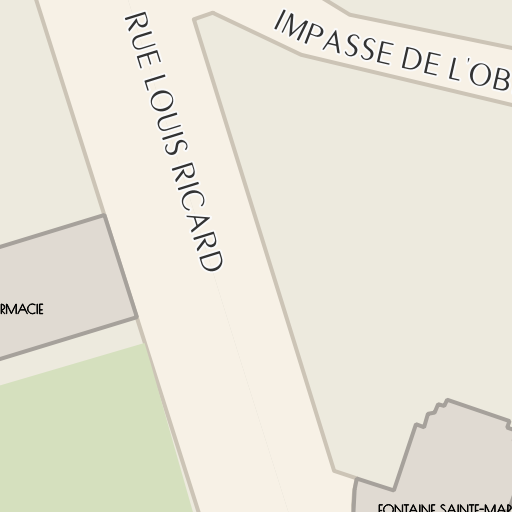 IMPASSE DE L'OB
RUE LOUIS RICARD
RMACIE
FONTAINE SAINTE-MAR